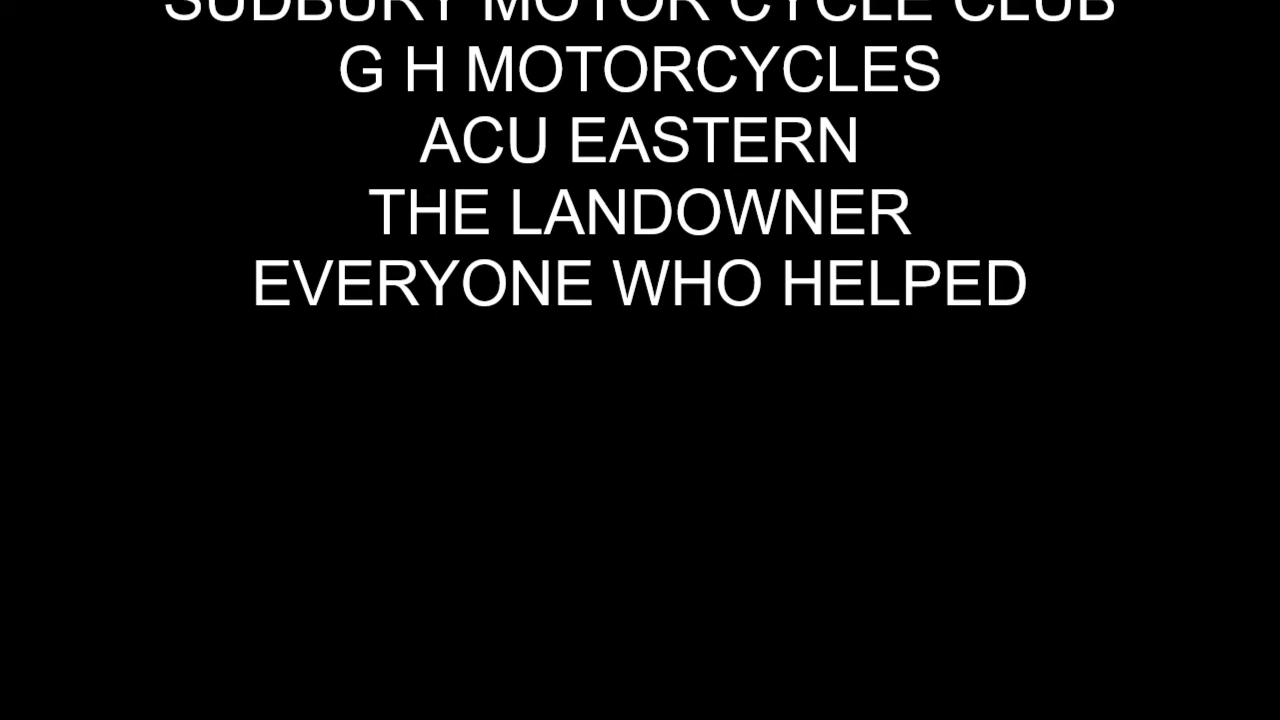 SUDBURY MOTOR CYCLE CLUB
G H MOTORCYCLES
ACU EASTERN
THE LANDOWNER
EVERYONE WHO HELPED